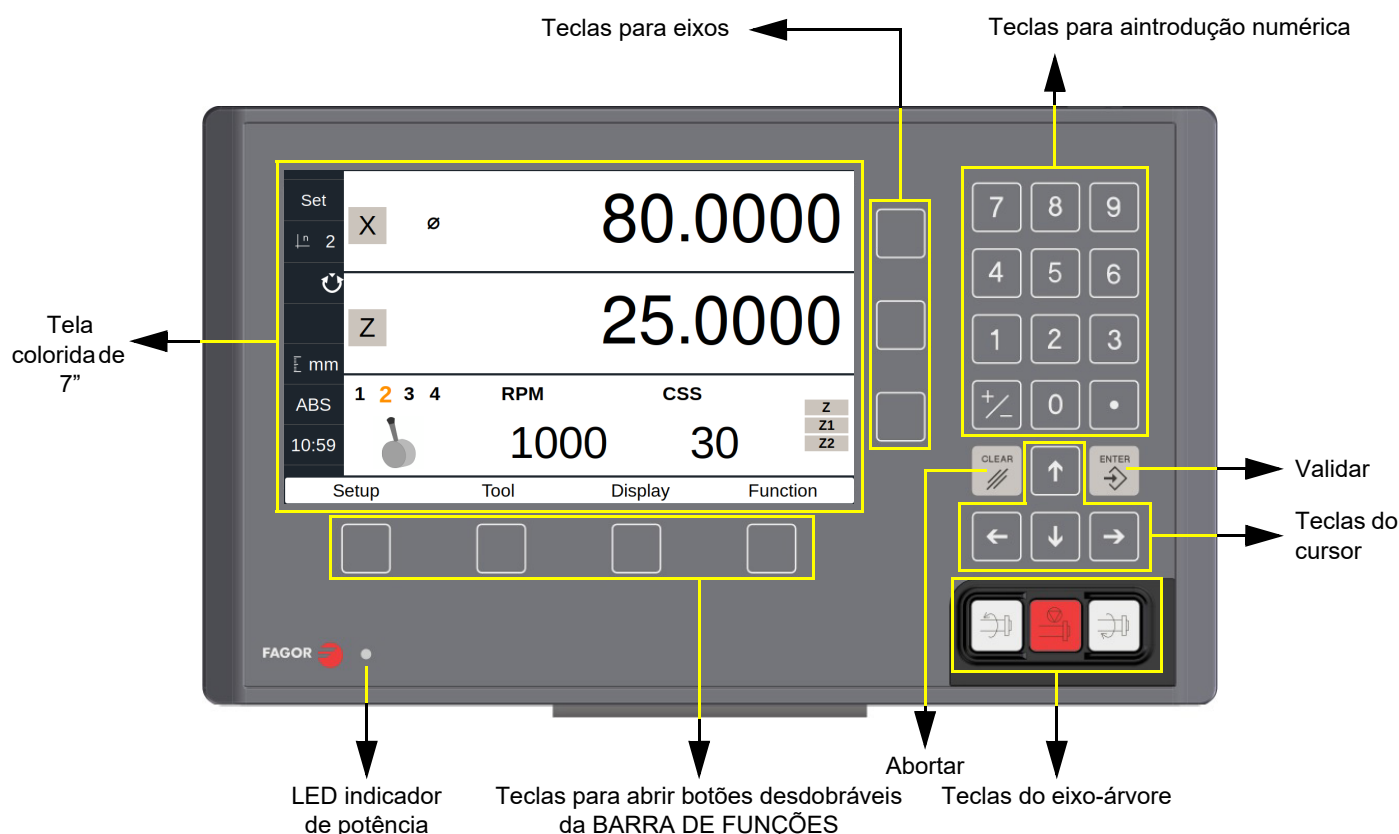 Teclas para eixos
Teclas para aintrodução numérica
Set
n 2
mm
ABS
10:59
X ø 80.0000
Z 25.0000
1 2 3 4 RPM CSS
1000 30
Z
Z1
Z2
Setup Tool Display Function
7 8 9
4 5 6
1 2 3
+/- 0 •
CLEAR
ENTER
Tela
colorida de
7”
Validar
Teclas do
cursor
FAGOR
Abortar
LED indicador
de potência
Teclas para abrir botões desdobráveis
da BARRA DE FUNÇÕES
Teclas do eixo-árvore